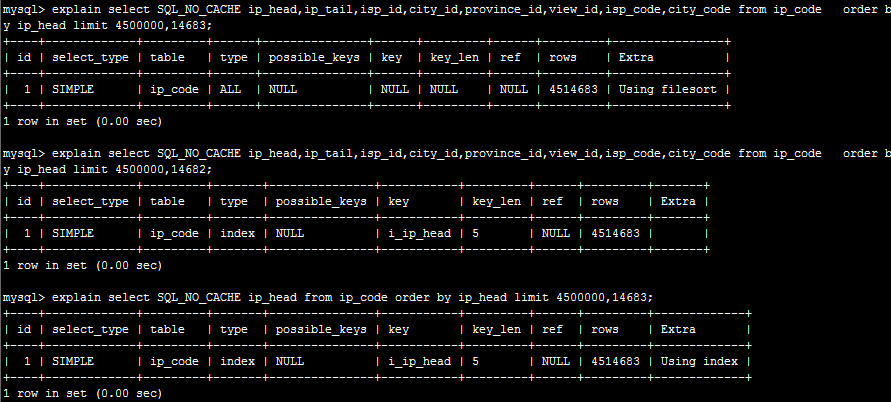 mysql> explain select SQL_NO_CACHE ip_head,ip_tail,isp_id,city_id,province_id,view_id,isp_code,city_code from ip_code   order b
y ip_head limit 4500000,14683;
+----+-------------+---------+------+---------------+------+---------+------+---------+----------------+
| id | select_type | table   | type | possible_keys | key  | key_len | ref  | rows    | Extra          |
+----+-------------+---------+------+---------------+------+---------+------+---------+----------------+
|  1 | SIMPLE      | ip_code | ALL  | NULL          | NULL | NULL    | NULL | 4514683 | Using filesort |
+----+-------------+---------+------+---------------+------+---------+------+---------+----------------+
1 row in set (0.00 sec)
mysql> explain select SQL_NO_CACHE ip_head,ip_tail,isp_id,city_id,province_id,view_id,isp_code,city_code from ip_code   order b
y ip_head limit 4500000,14682;
+----+-------------+---------+-------+---------------+-----------+---------+------+---------+-------+
| id | select_type | table   | type  | possible_keys | key       | key_len | ref  | rows    | Extra |
+----+-------------+---------+-------+---------------+-----------+---------+------+---------+-------+
|  1 | SIMPLE      | ip_code | index | NULL          | i_ip_head | 5       | NULL | 4514683 |       |
+----+-------------+---------+-------+---------------+-----------+---------+------+---------+-------+
1 row in set (0.00 sec)
mysql> explain select SQL_NO_CACHE ip_head from ip_code order by ip_head limit 4500000,14683;
+----+-------------+---------+-------+---------------+-----------+---------+------+---------+-------------+
| id | select_type | table   | type  | possible_keys | key       | key_len | ref  | rows    | Extra       |
+----+-------------+---------+-------+---------------+-----------+---------+------+---------+-------------+
|  1 | SIMPLE      | ip_code | index | NULL          | i_ip_head | 5       | NULL | 4514683 | Using index |
+----+-------------+---------+-------+---------------+-----------+---------+------+---------+-------------+
1 row in set (0.00 sec)